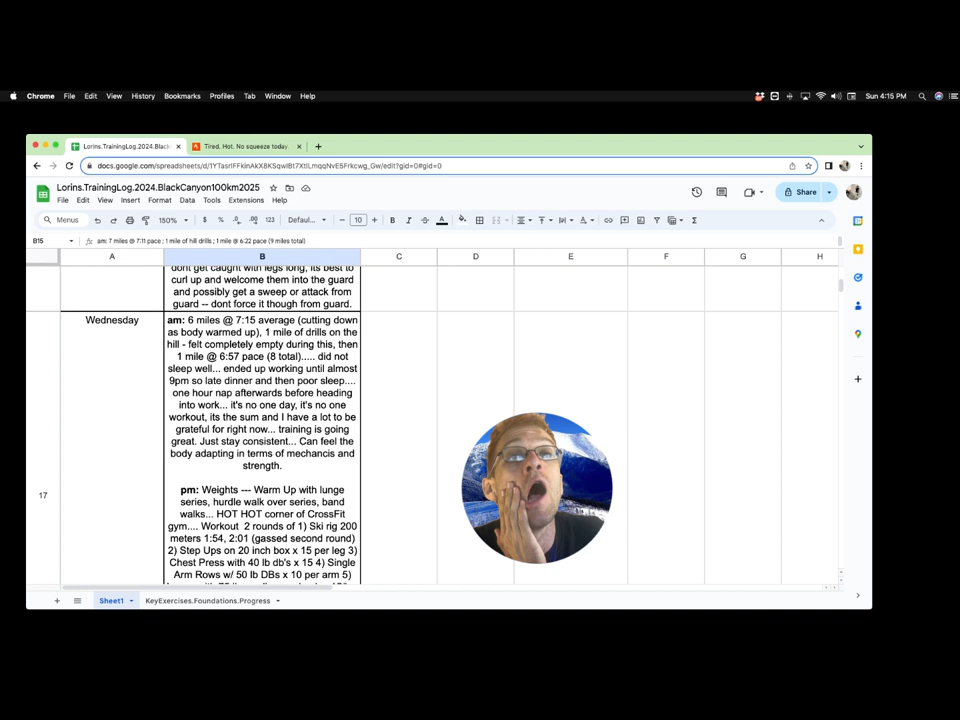 Chrome File Edit View History Bookmarks Profiles Tab Window Help Sun 4:15 PM
Lorins.TrainingLog.2024.Black Tired. Hot. No squeeze today.
Lorins.TrainingLog.2024.BlackCanyon100km2025
File Edit View Insert Format Data Tools Extensions Help
Share
Menus 150% $ % .0 .00 123 Defaul... 10 B I A
B15 fx am: 7 miles @ 7:11 pace ; 1 mile of hill drills ; 1 mile @ 6:22 pace (9 miles total)
A B C D E F G H
dont get caught with legs long, its best to
curl up and welcome them into the guard
and possibly get a sweep or attack from
guard -- dont force it though from guard.
17
Wednesday
am: 6 miles @ 7:15 average (cutting down
as body warmed up), 1 mile of drills on the
hill - felt completely empty during this, then
1 mile @ 6:57 pace (8 total)..... did not
sleep well... ended up working until almost
9pm so late dinner and then poor sleep....
one hour nap afterwards before heading
into work... it's no one day, it's no one
workout, its the sum and I have a lot to be
grateful for right now... training is going
great. Just stay consistent... Can feel the
body adapting in terms of mechancis and
strength.
pm: Weights --- Warm Up with lunge
series, hurdle walk over series, band
walks... HOT HOT corner of CrossFit
gym.... Workout 2 rounds of 1) Ski rig 200
meters 1:54, 2:01 (gassed second round)
2) Step Ups on 20 inch box x 15 per leg 3)
Chest Press with 40 lb db's x 15 4) Single
Arm Rows w/ 50 lb DBs x 10 per arm 5)
Sheet1 KeyExercises.Foundations.Progress